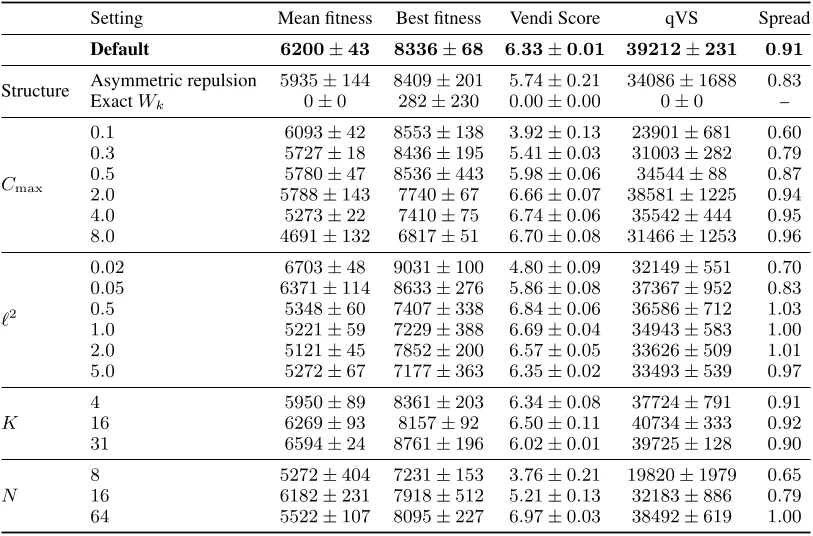 Setting Mean fitness Best fitness Vendi Score qVS Spread
Default 6200 ± 43 8336 ± 68 6.33 ± 0.01 39212 ± 231 0.91
Structure Asymmetric repulsion 5935 ± 144 8409 ± 201 5.74 ± 0.21 34086 ± 1688 0.83
Exact W_k 0 ± 0 282 ± 230 0.00 ± 0.00 0 ± 0 –
C_max 0.1 6093 ± 42 8553 ± 138 3.92 ± 0.13 23901 ± 681 0.60
0.3 5727 ± 18 8436 ± 195 5.41 ± 0.03 31003 ± 282 0.79
0.5 5780 ± 47 8536 ± 443 5.98 ± 0.06 34544 ± 88 0.87
2.0 5788 ± 143 7740 ± 67 6.66 ± 0.07 38581 ± 1225 0.94
4.0 5273 ± 22 7410 ± 75 6.74 ± 0.06 35542 ± 444 0.95
8.0 4691 ± 132 6817 ± 51 6.70 ± 0.08 31466 ± 1253 0.96
ℓ² 0.02 6703 ± 48 9031 ± 100 4.80 ± 0.09 32149 ± 551 0.70
0.05 6371 ± 114 8633 ± 276 5.86 ± 0.08 37367 ± 952 0.83
0.5 5348 ± 60 7407 ± 338 6.84 ± 0.06 36586 ± 712 1.03
1.0 5221 ± 59 7229 ± 388 6.69 ± 0.04 34943 ± 583 1.00
2.0 5121 ± 45 7852 ± 200 6.57 ± 0.05 33626 ± 509 1.01
5.0 5272 ± 67 7177 ± 363 6.35 ± 0.02 33493 ± 539 0.97
K 4 5950 ± 89 8361 ± 203 6.34 ± 0.08 37724 ± 791 0.91
16 6269 ± 93 8157 ± 92 6.50 ± 0.11 40734 ± 333 0.92
31 6594 ± 24 8761 ± 196 6.02 ± 0.01 39725 ± 128 0.90
N 8 5272 ± 404 7231 ± 153 3.76 ± 0.21 19820 ± 1979 0.65
16 6182 ± 231 7918 ± 512 5.21 ± 0.13 32183 ± 886 0.79
64 5522 ± 107 8095 ± 227 6.97 ± 0.03 38492 ± 619 1.00